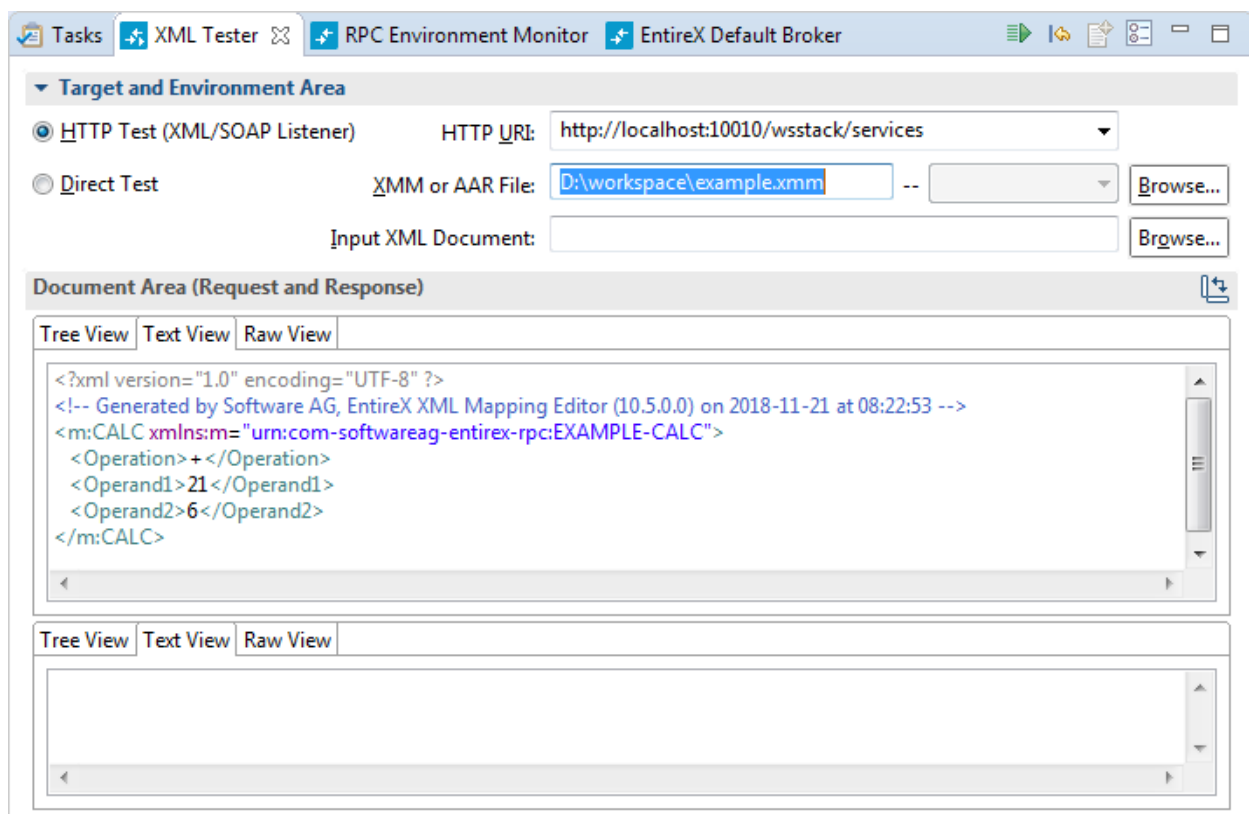 Tasks XML Tester RPC Environment Monitor EntireX Default Broker
Target and Environment Area
HTTP Test (XML/SOAP Listener) HTTP URI: http://localhost:10010/wsstack/services
Direct Test XMM or AAR File: D:\workspace\example.xmm -- Browse...
Input XML Document: Browse...
Document Area (Request and Response)
Tree View Text View Raw View
<?xml version="1.0" encoding="UTF-8" ?>
<!-- Generated by Software AG, EntireX XML Mapping Editor (10.5.0.0) on 2018-11-21 at 08:22:53 -->
<m:CALC xmlns:m="urn:com-softwareag-entirex-rpc:EXAMPLE-CALC">
<Operation>+</Operation>
<Operand1>21</Operand1>
<Operand2>6</Operand2>
</m:CALC>
Tree View Text View Raw View